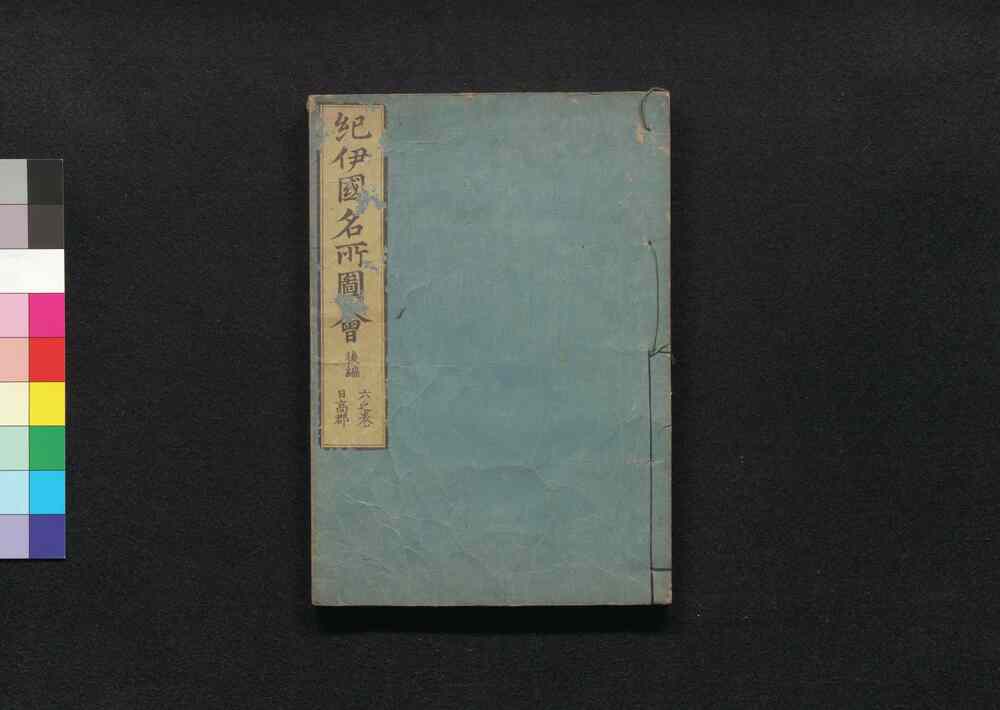 紀伊國名所圖會
後編
六之巻
日高郡